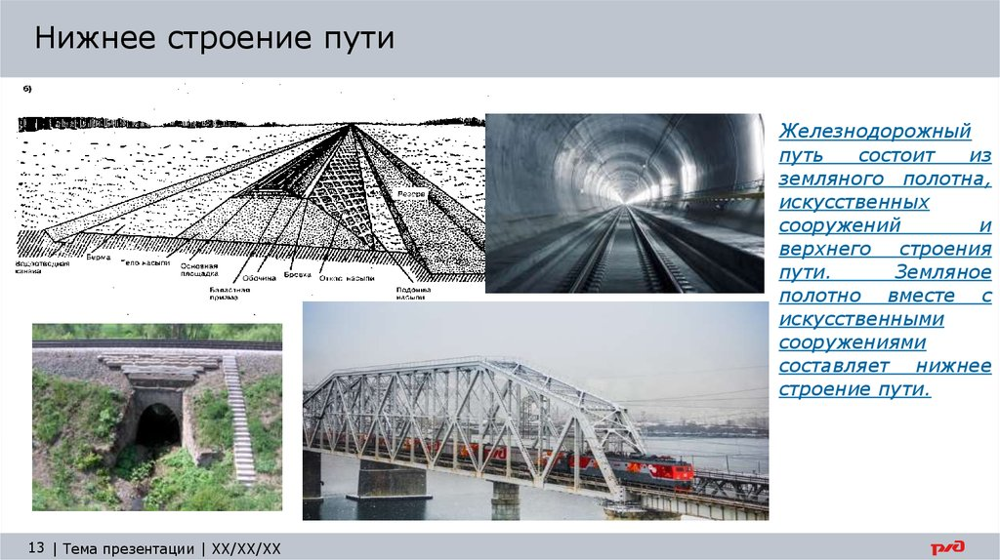 Нижнее строение пути
б)
Железнодорожный
путь состоит из
земляного полотна,
искусственных
сооружений и
верхнего строения
пути. Земляное
полотно вместе с
искусственными
сооружениями
составляет нижнее
строение пути.
Резерв
Водоотводная
канава
Берма
Тело насыпи
Основная
площадка
Обочина
Бровка
Откос насыпи
Балластная
призма
Подошва
насыпи
13 | Тема презентации | XX/XX/XX
ржд